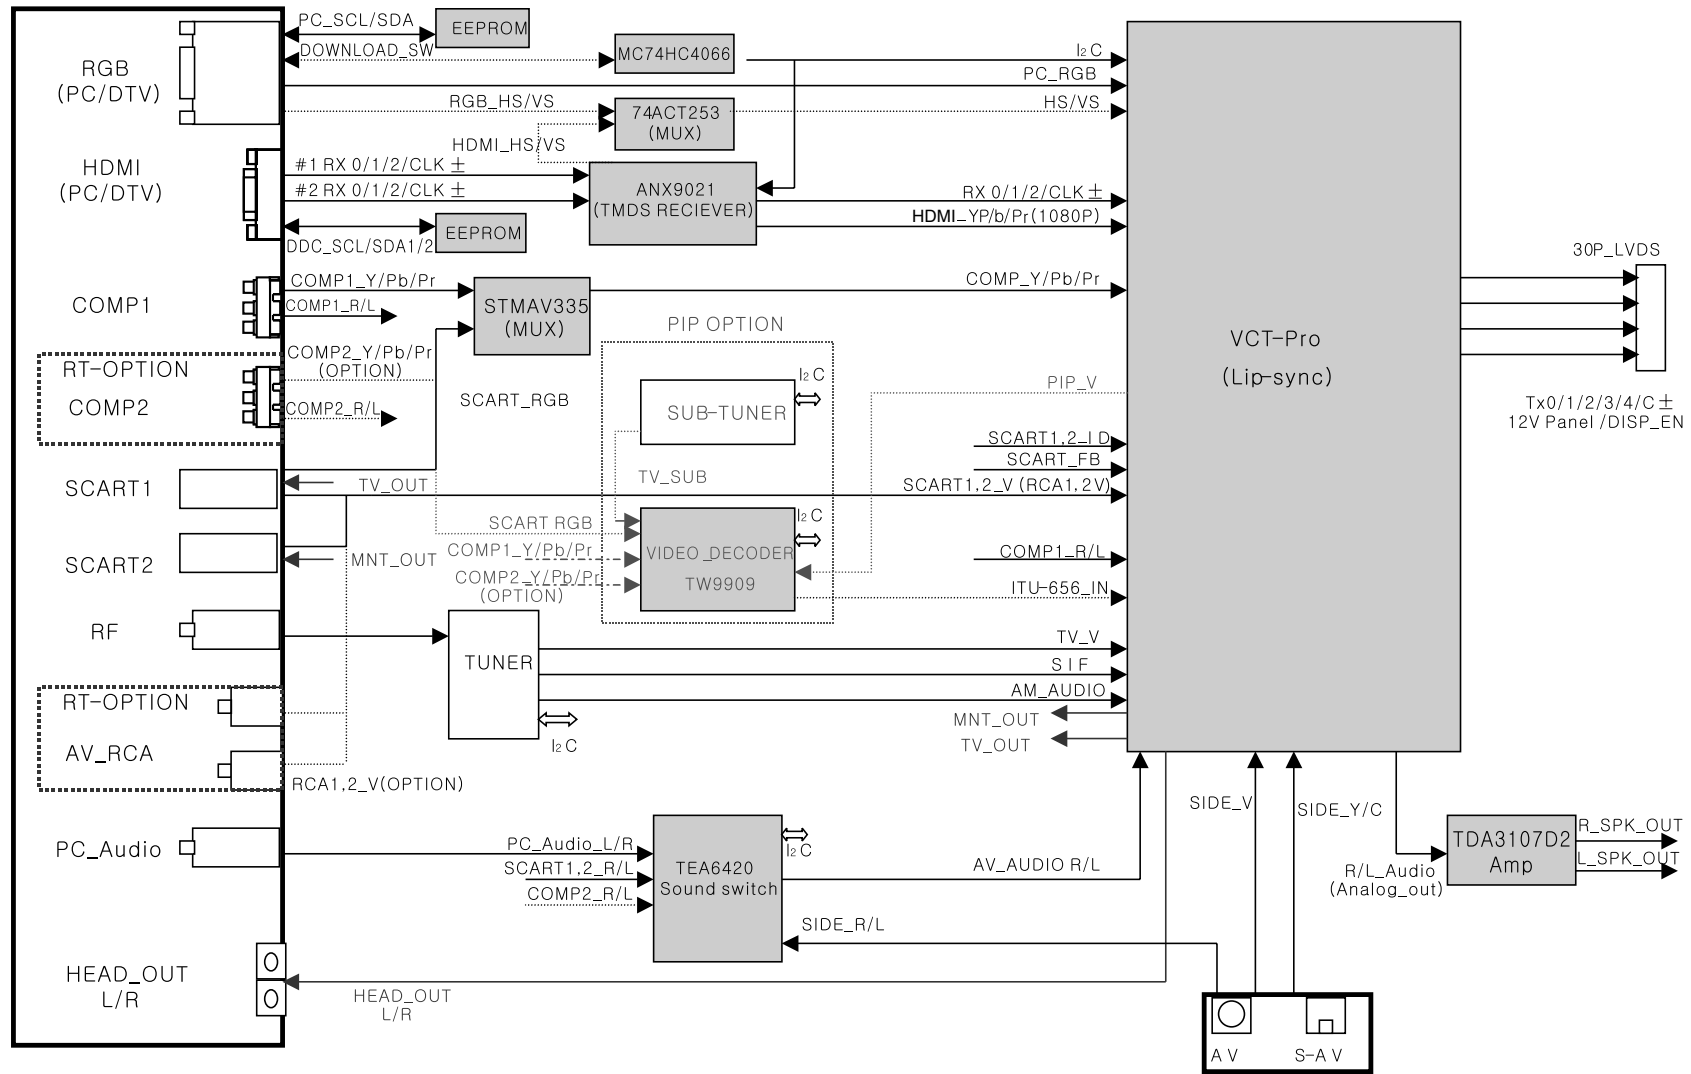 PC_SCL/SDA
EEPROM
DOWNLOAD_SW
MC74HC4066
I2C
RGB
(PC/DTV)
PC_RGB
RGB_HS/VS
74ACT253
(MUX)
HS/VS
HDMI_HS/VS
HDMI
(PC/DTV)
#1 RX 0/1/2/CLK ±
#2 RX 0/1/2/CLK ±
ANX9021
(TMDS RECIEVER)
RX 0/1/2/CLK ±
HDMI_YP/b/Pr(1080P)
EEPROM
DDC_SCL/SDA1/2
COMP1
COMP1_Y/Pb/Pr
COMP1_R/L
STMAV335
(MUX)
COMP_Y/Pb/Pr
30P_LVDS
PIP OPTION
VCT-Pro
(Lip-sync)
RT-OPTION
COMP2
COMP2_Y/Pb/Pr
(OPTION)
COMP2_R/L
SCART_RGB
I2C
SUB-TUNER
PIP_V
Tx0/1/2/3/4/C±
12V Panel /DISP_EN
SCART1,2_ID
SCART_FB
SCART1,2_V (RCA1,2V)
SCART1
TV_OUT
TV_SUB
SCART RGB
I2C
SCART2
MNT_OUT
COMP1_Y/Pb/Pr
COMP2_Y/Pb/Pr
(OPTION)
VIDEO_DECODER
TW9909
COMP1_R/L
ITU-656_IN
RF
TUNER
TV_V
SIF
AM_AUDIO
MNT_OUT
TV_OUT
I2C
RT-OPTION
AV_RCA
RCA1,2_V(OPTION)
SIDE_V
SIDE_Y/C
PC_Audio
PC_Audio_L/R
SCART1,2_R/L
COMP2_R/L
TEA6420
Sound switch
I2C
AV_AUDIO R/L
SIDE_R/L
R/L_Audio
(Analog_out)
TDA3107D2
Amp
R_SPK_OUT
L_SPK_OUT
HEAD_OUT
L/R
HEAD_OUT
L/R
AV
S-AV